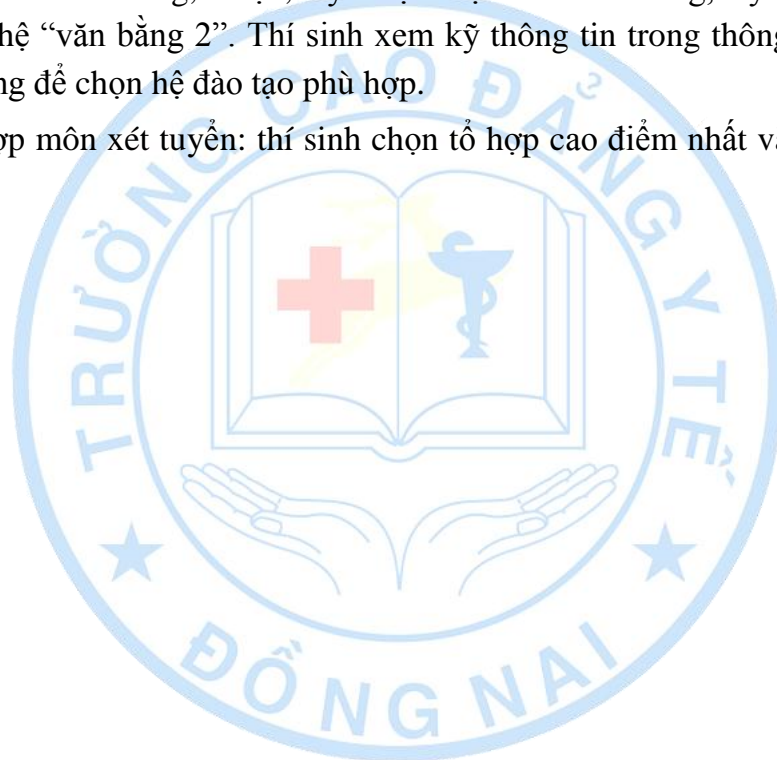 hệ “văn bằng 2”. Thí sinh xem kỹ thông tin trong thông
ng để chọn hệ đào tạo phù hợp.
ợp môn xét tuyển: thí sinh chọn tổ hợp cao điểm nhất và
TRƯỜNG CAO ĐẲNG Y TẾ
ĐỒNG NAI